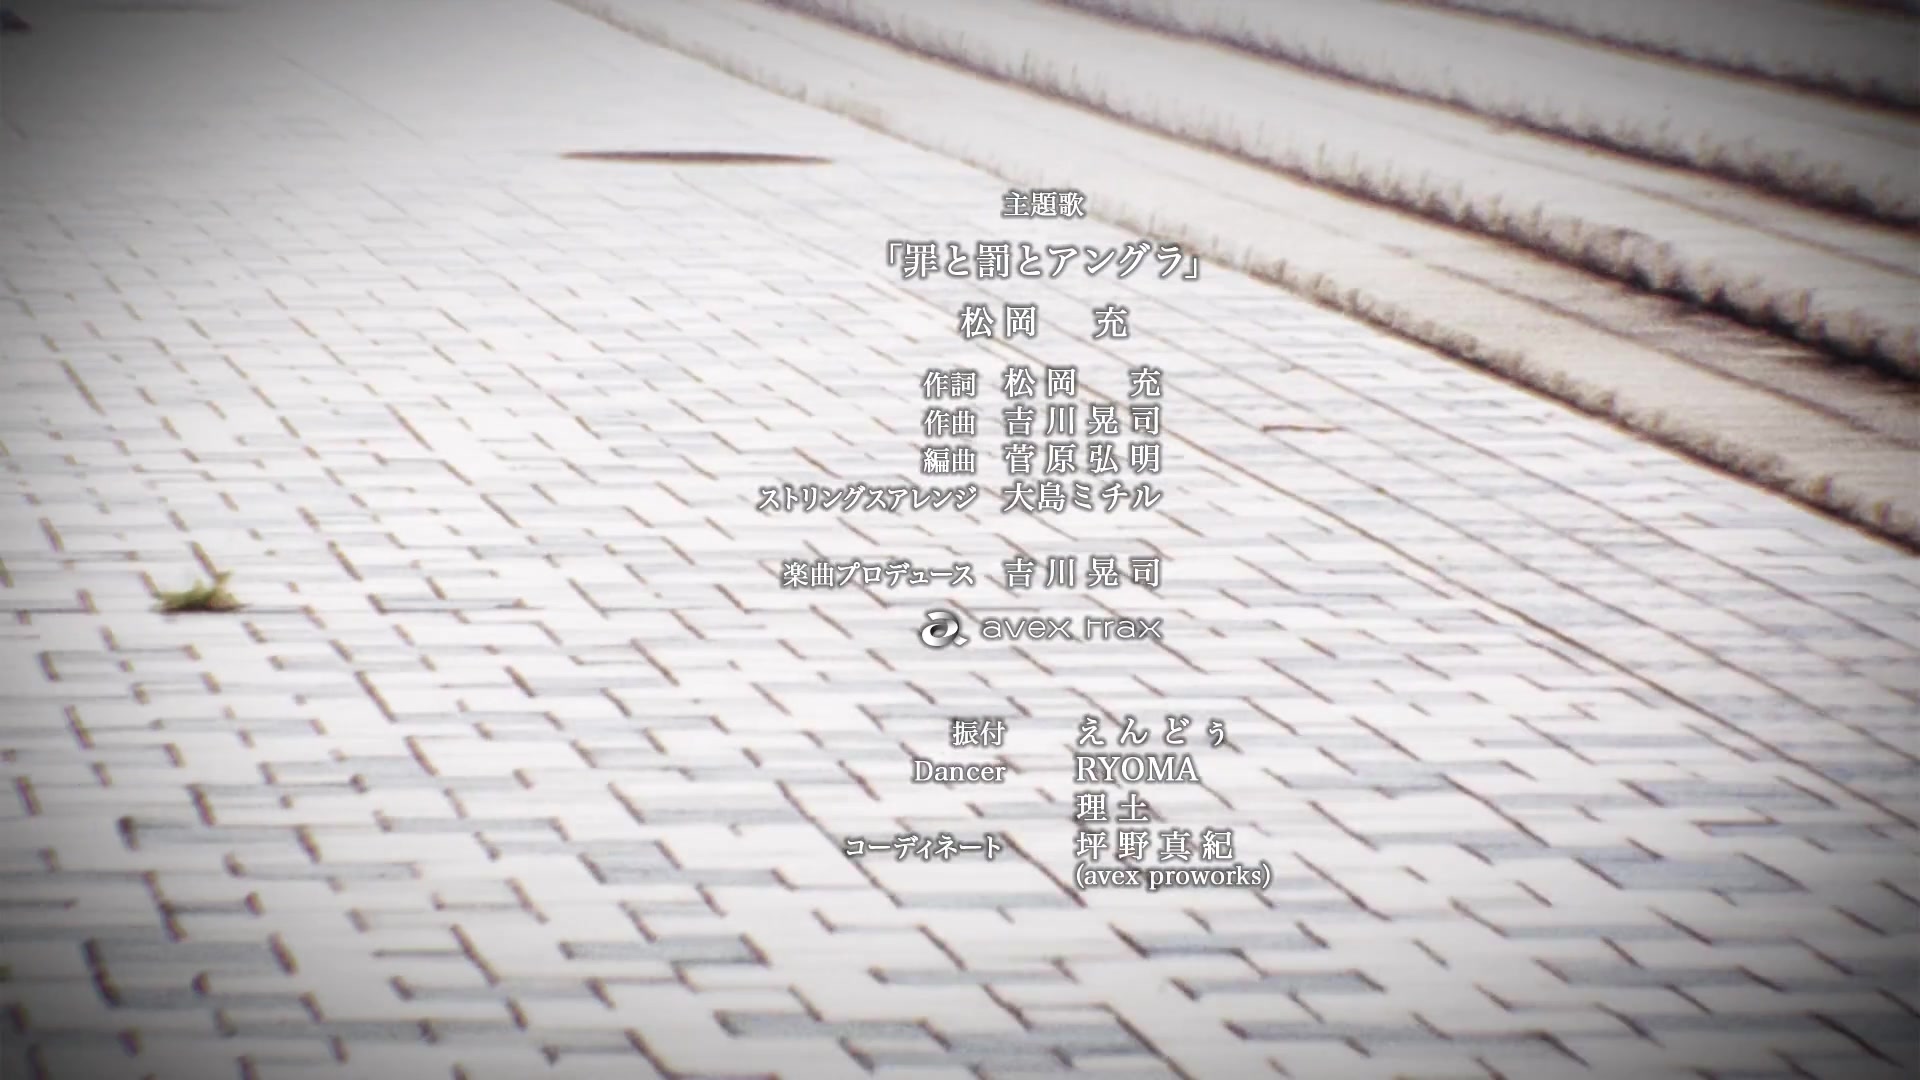 主題歌
「罪と罰とアングラ」
松岡 充
作詞 松岡 充
作曲 吉川晃司
編曲 菅原弘明
ストリングスアレンジ 大島ミチル
楽曲プロデュース 吉川晃司
avex trax
振付 えんどぅ
Dancer RYOMA
理土
コーディネート 坪野真紀
(avex proworks)